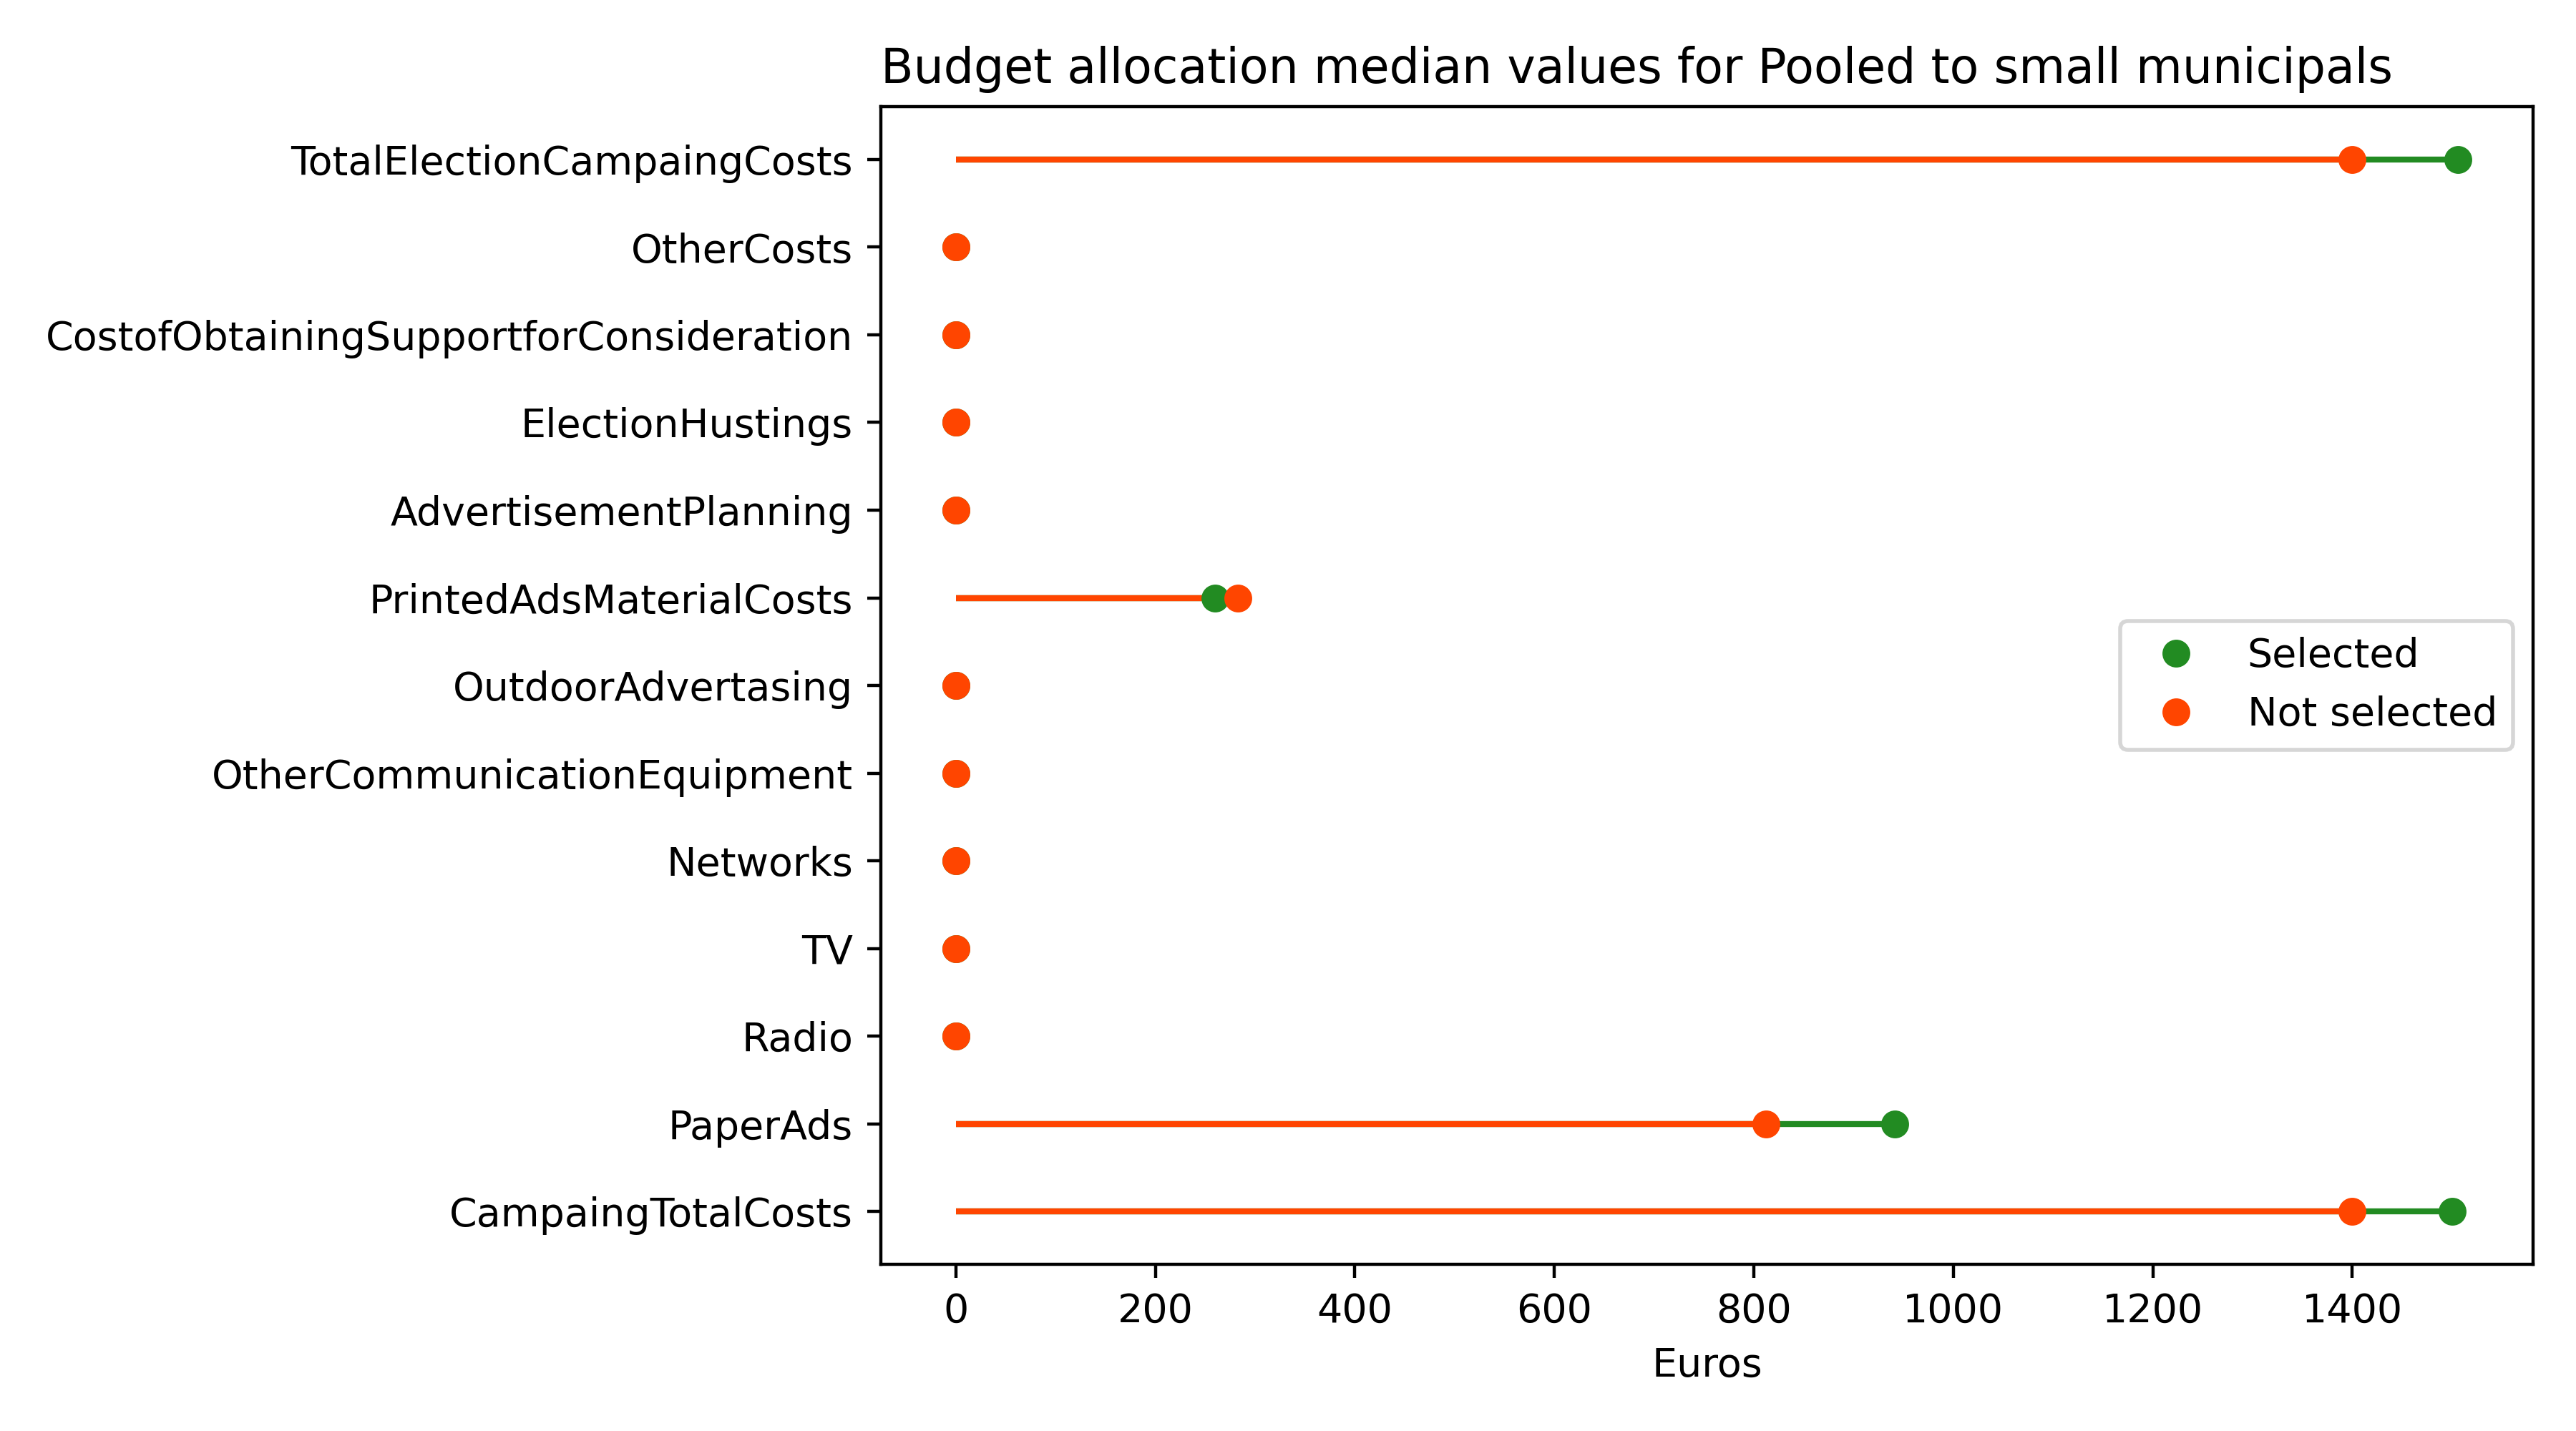 Budget allocation median values for Pooled to small municipals
TotalElectionCampaingCosts
OtherCosts
CostofObtainingSupportforConsideration
ElectionHustings
AdvertisementPlanning
PrintedAdsMaterialCosts
OutdoorAdvertasing
OtherCommunicationEquipment
Networks
TV
Radio
PaperAds
CampaingTotalCosts
Selected
Not selected
0 200 400 600 800 1000 1200 1400
Euros